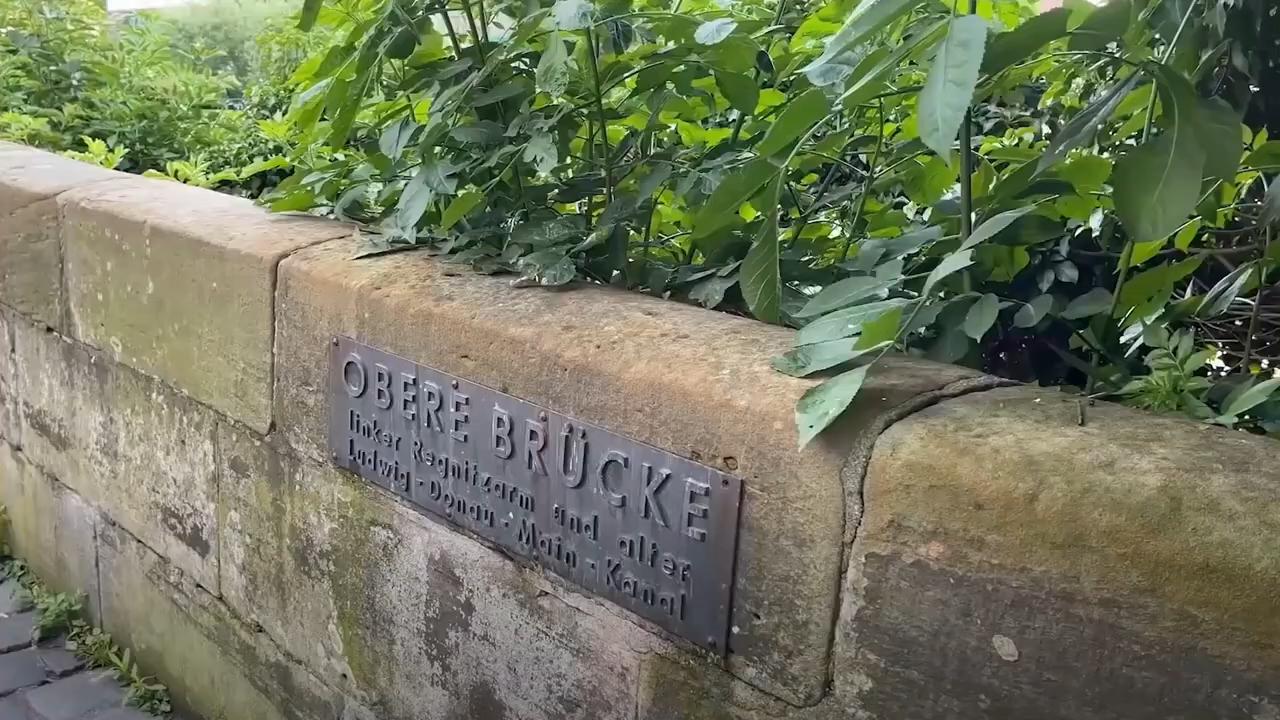 OBERE BRÜCKE
linker Regnitzarm und alter
Ludwig-Donau-Main-Kanal